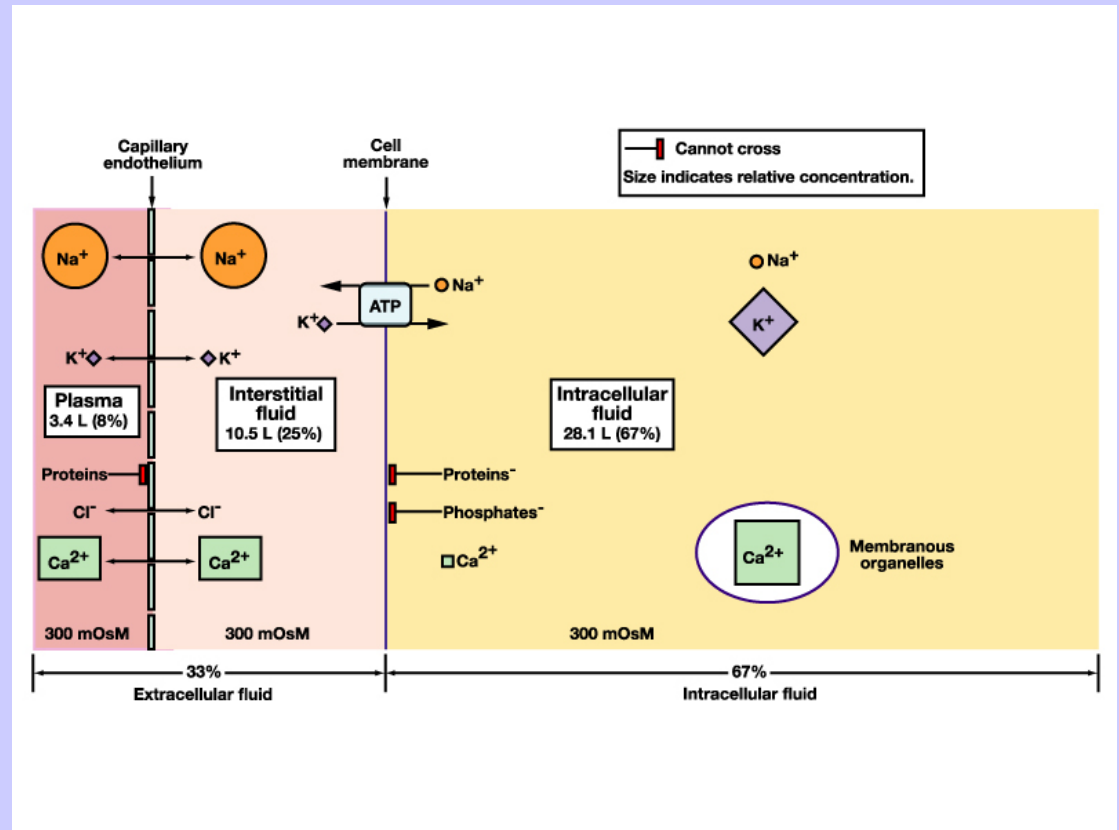 Capillary
endothelium
Cell
membrane
Cannot cross
Size indicates relative concentration.
Na⁺
Na⁺
Na⁺
Na⁺
ATP
K⁺
K⁺
K⁺
K⁺
Plasma
3.4 L (8%)
Interstitial
fluid
10.5 L (25%)
Intracellular
fluid
28.1 L (67%)
Proteins
Proteins⁻
Cl⁻
Cl⁻
Phosphates⁻
Ca²⁺
Ca²⁺
Ca²⁺
Ca²⁺
Membranous
organelles
300 mOsM
300 mOsM
300 mOsM
33%
67%
Extracellular fluid
Intracellular fluid